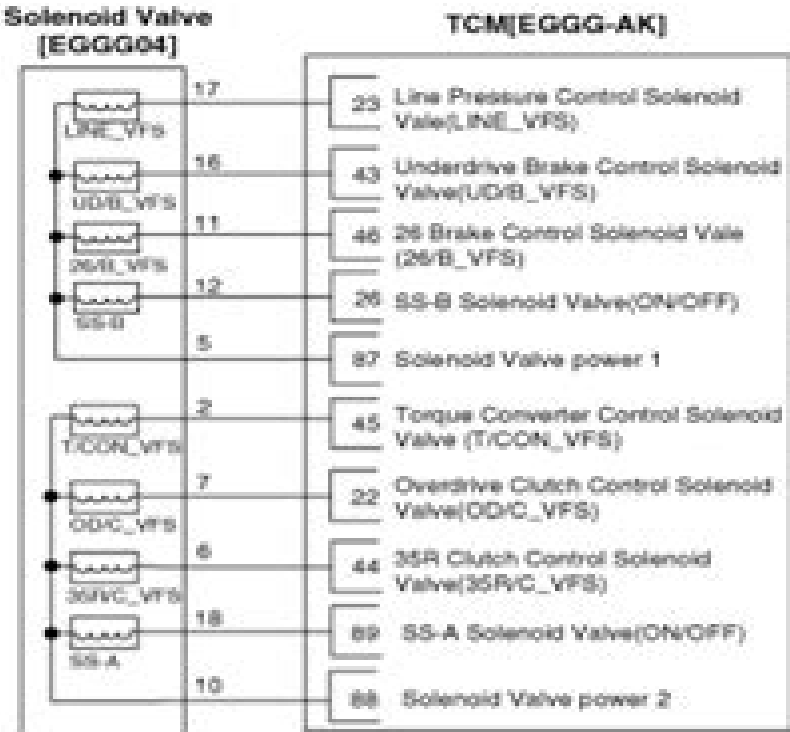 Solenoid Valve
[EGGG04]
TCM[EGGG-AK]
17
LINE_VFS
23 Line Pressure Control Solenoid
Vale(LINE_VFS)
16
UD/B_VFS
43 Underdrive Brake Control Solenoid
Valve(UD/B_VFS)
11
26/B_VFS
46 26 Brake Control Solenoid Vale
(26/B_VFS)
12
SS-B
26 SS-B Solenoid Valve(ON/OFF)
5
87 Solenoid Valve power 1
2
T/CON_VFS
45 Torque Converter Control Solenoid
Valve (T/CON_VFS)
7
OD/C_VFS
22 Overdrive Clutch Control Solenoid
Valve(OD/C_VFS)
6
35R/C_VFS
44 35R Clutch Control Solenoid
Valve(35R/C_VFS)
18
SS-A
89 SS-A Solenoid Valve(ON/OFF)
10
88 Solenoid Valve power 2